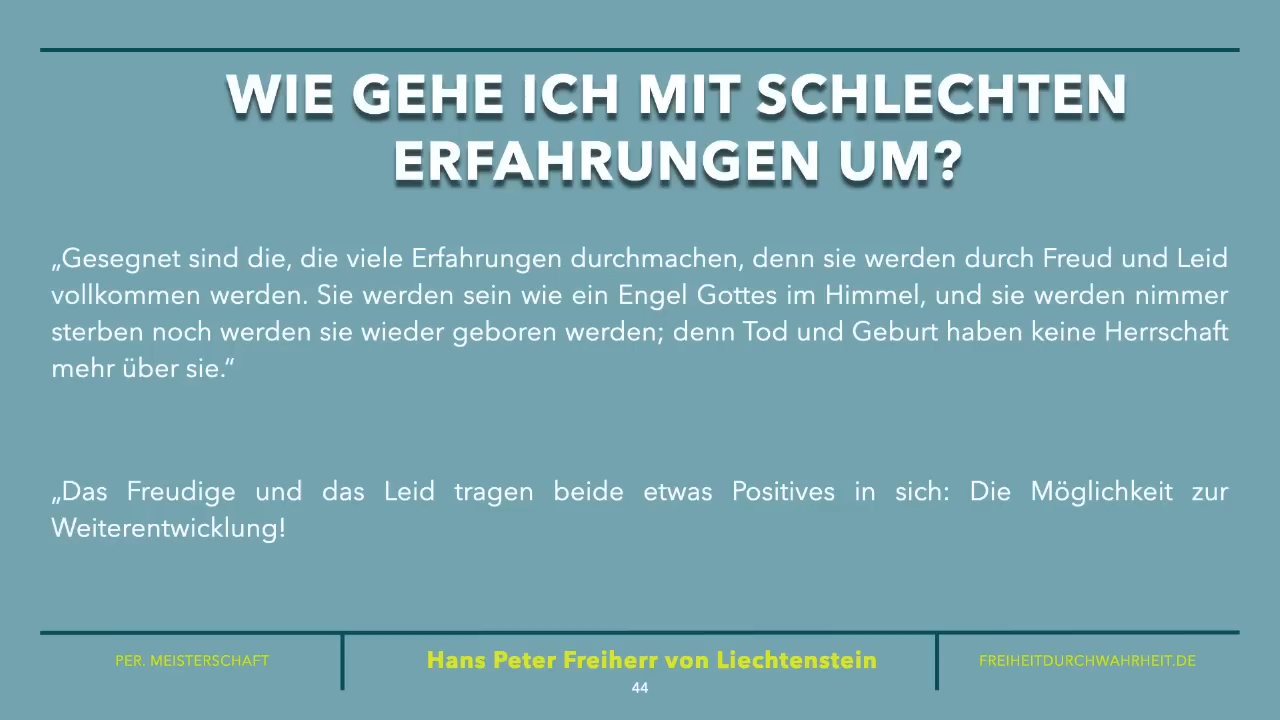 WIE GEHE ICH MIT SCHLECHTEN
ERFAHRUNGEN UM?
„Gesegnet sind die, die viele Erfahrungen durchmachen, denn sie werden durch Freud und Leid
vollkommen werden. Sie werden sein wie ein Engel Gottes im Himmel, und sie werden nimmer
sterben noch werden sie wieder geboren werden; denn Tod und Geburt haben keine Herrschaft
mehr über sie.“
„Das Freudige und das Leid tragen beide etwas Positives in sich: Die Möglichkeit zur
Weiterentwicklung!
PER. MEISTERSCHAFT
Hans Peter Freiherr von Liechtenstein
FREIHEITDURCHWAHRHEIT.DE
44